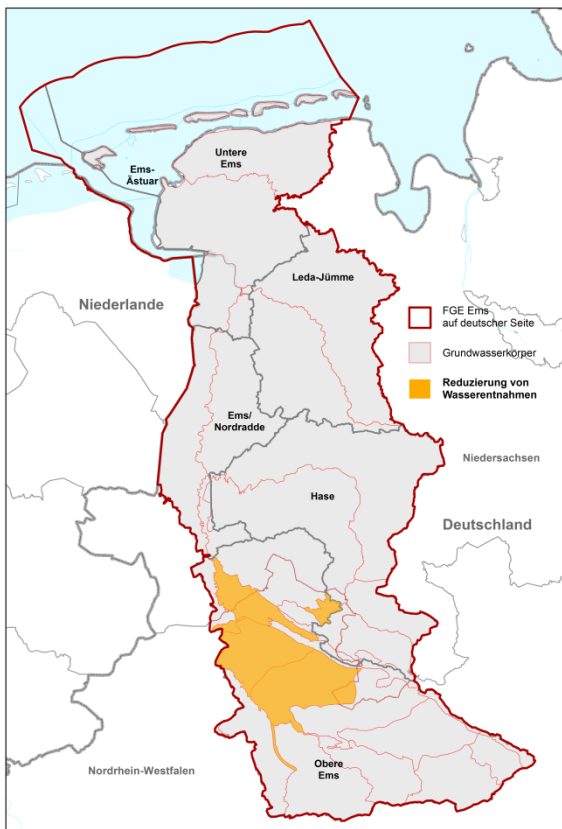 Untere
Ems
Ems-
Ästuar
Leda-Jümme
Niederlande
FGE Ems
auf deutscher Seite
Grundwasserkörper
Reduzierung von
Wasserentnahmen
Ems/
Nordradde
Niedersachsen
Hase
Deutschland
Nordrhein-Westfalen
Obere
Ems